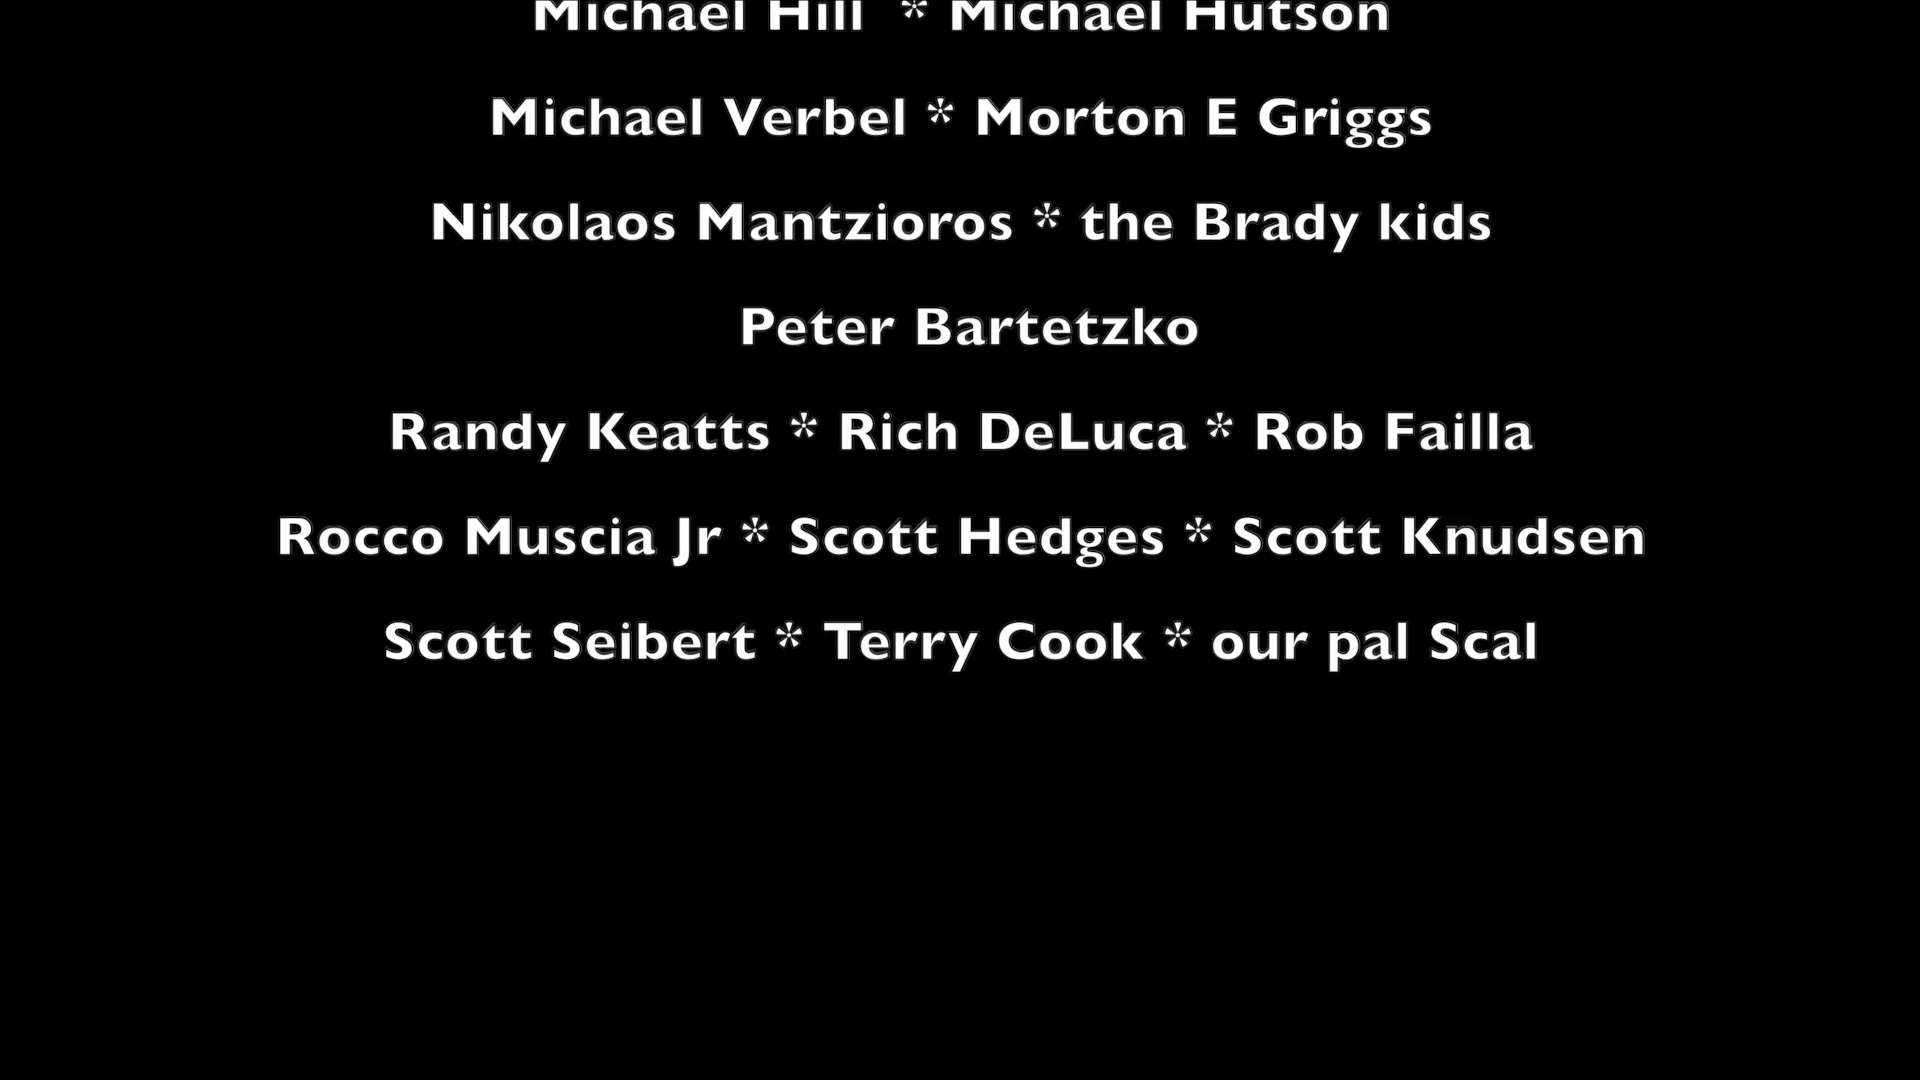 Michael Hill * Michael Hutson
Michael Verbel * Morton E Griggs
Nikolaos Mantzioros * the Brady kids
Peter Bartetzko
Randy Keatts * Rich DeLuca * Rob Failla
Rocco Muscia Jr * Scott Hedges * Scott Knudsen
Scott Seibert * Terry Cook * our pal Scal